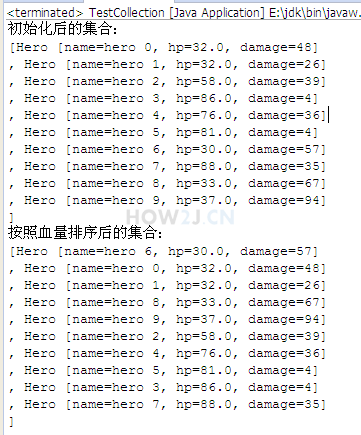 <terminated> TestCollection [Java Application] E:\jdk\bin\javaw.
初始化后的集合：
[Hero [name=hero 0, hp=32.0, damage=48]
, Hero [name=hero 1, hp=32.0, damage=26]
, Hero [name=hero 2, hp=58.0, damage=39]
, Hero [name=hero 3, hp=86.0, damage=4]
, Hero [name=hero 4, hp=76.0, damage=36]
, Hero [name=hero 5, hp=81.0, damage=4]
, Hero [name=hero 6, hp=30.0, damage=57]
, Hero [name=hero 7, hp=88.0, damage=35]
, Hero [name=hero 8, hp=33.0, damage=67]
, Hero [name=hero 9, hp=37.0, damage=94]
]
HOW2J.CN
按照血量排序后的集合：
[Hero [name=hero 6, hp=30.0, damage=57]
, Hero [name=hero 0, hp=32.0, damage=48]
, Hero [name=hero 1, hp=32.0, damage=26]
, Hero [name=hero 8, hp=33.0, damage=67]
, Hero [name=hero 9, hp=37.0, damage=94]
, Hero [name=hero 2, hp=58.0, damage=39]
, Hero [name=hero 4, hp=76.0, damage=36]
, Hero [name=hero 5, hp=81.0, damage=4]
, Hero [name=hero 3, hp=86.0, damage=4]
, Hero [name=hero 7, hp=88.0, damage=35]
]